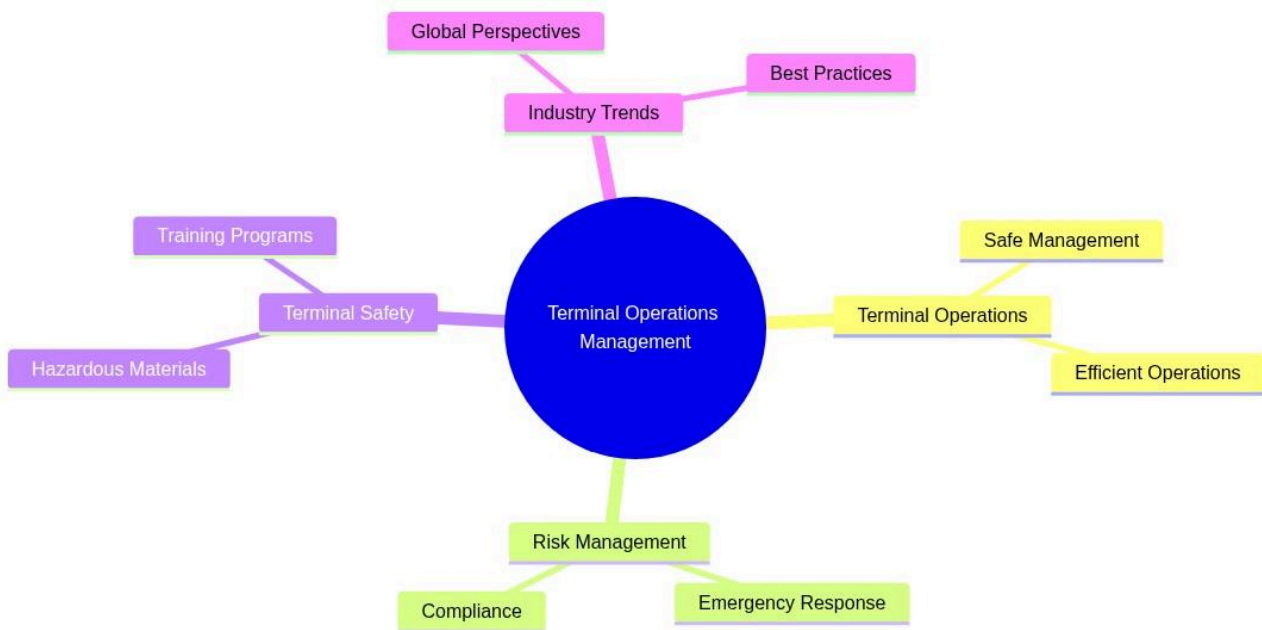 Global Perspectives
Best Practices
Industry Trends
Training Programs
Safe Management
Terminal Safety
Terminal Operations
Management
Terminal Operations
Hazardous Materials
Efficient Operations
Risk Management
Compliance
Emergency Response